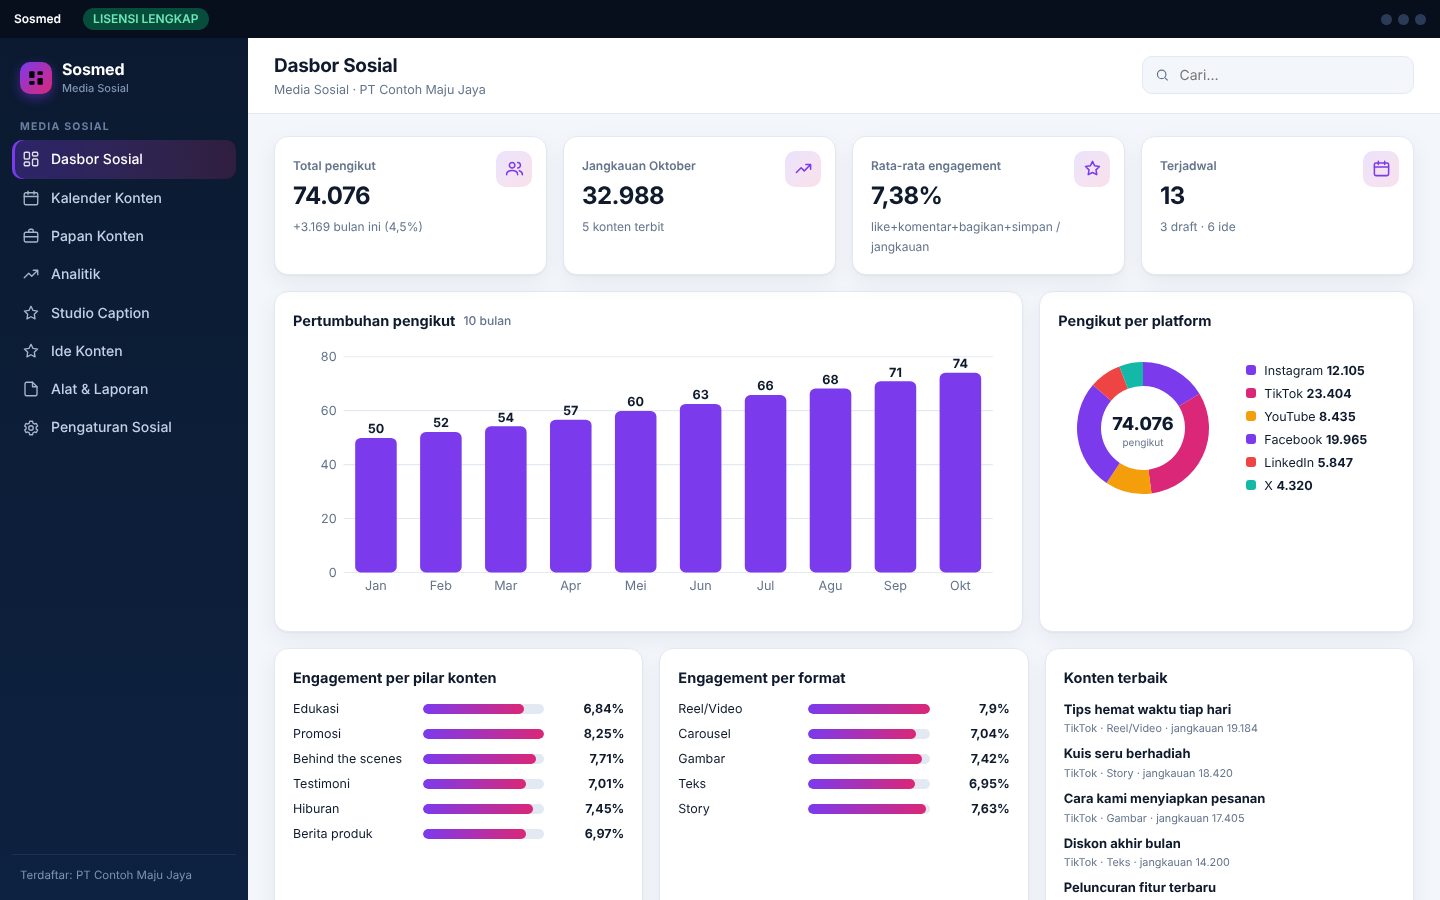 Sosmed
LISENSI LENGKAP
Sosmed
Media Sosial
MEDIA SOSIAL
Dasbor Sosial
Kalender Konten
Papan Konten
Analitik
Studio Caption
Ide Konten
Alat & Laporan
Pengaturan Sosial
Terdaftar: PT Contoh Maju Jaya
Dasbor Sosial
Media Sosial · PT Contoh Maju Jaya
Cari...
Total pengikut
74.076
+3.169 bulan ini (4,5%)
Jangkauan Oktober
32.988
5 konten terbit
Rata-rata engagement
7,38%
like+komentar+bagikan+simpan /
jangkauan
Terjadwal
13
3 draft · 6 ide
Pertumbuhan pengikut 10 bulan
80
60
40
20
0
50
52
54
57
60
63
66
68
71
74
Jan
Feb
Mar
Apr
Mei
Jun
Jul
Agu
Sep
Okt
Pengikut per platform
74.076
pengikut
Instagram 12.105
TikTok 23.404
YouTube 8.435
Facebook 19.965
LinkedIn 5.847
X 4.320
Engagement per pilar konten
Edukasi 6,84%
Promosi 8,25%
Behind the scenes 7,71%
Testimoni 7,01%
Hiburan 7,45%
Berita produk 6,97%
Engagement per format
Reel/Video 7,9%
Carousel 7,04%
Gambar 7,42%
Teks 6,95%
Story 7,63%
Konten terbaik
Tips hemat waktu tiap hari
TikTok · Reel/Video · jangkauan 19.184
Kuis seru berhadiah
TikTok · Story · jangkauan 18.420
Cara kami menyiapkan pesanan
TikTok · Gambar · jangkauan 17.405
Diskon akhir bulan
TikTok · Teks · jangkauan 14.200
Peluncuran fitur terbaru